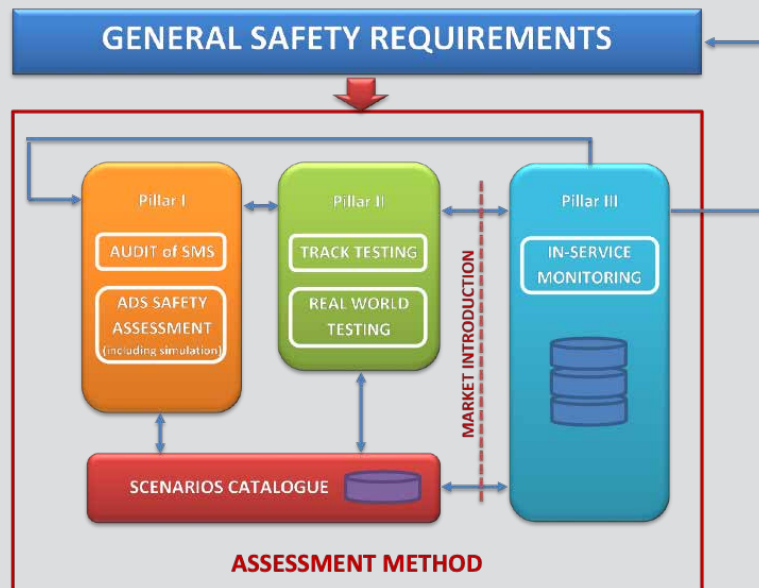 GENERAL SAFETY REQUIREMENTS
Pillar I
AUDIT of SMS
ADS SAFETY
ASSESSMENT
(including simulation)
Pillar II
TRACK TESTING
REAL WORLD
TESTING
MARKET INTRODUCTION
Pillar III
IN-SERVICE
MONITORING
SCENARIOS CATALOGUE
ASSESSMENT METHOD